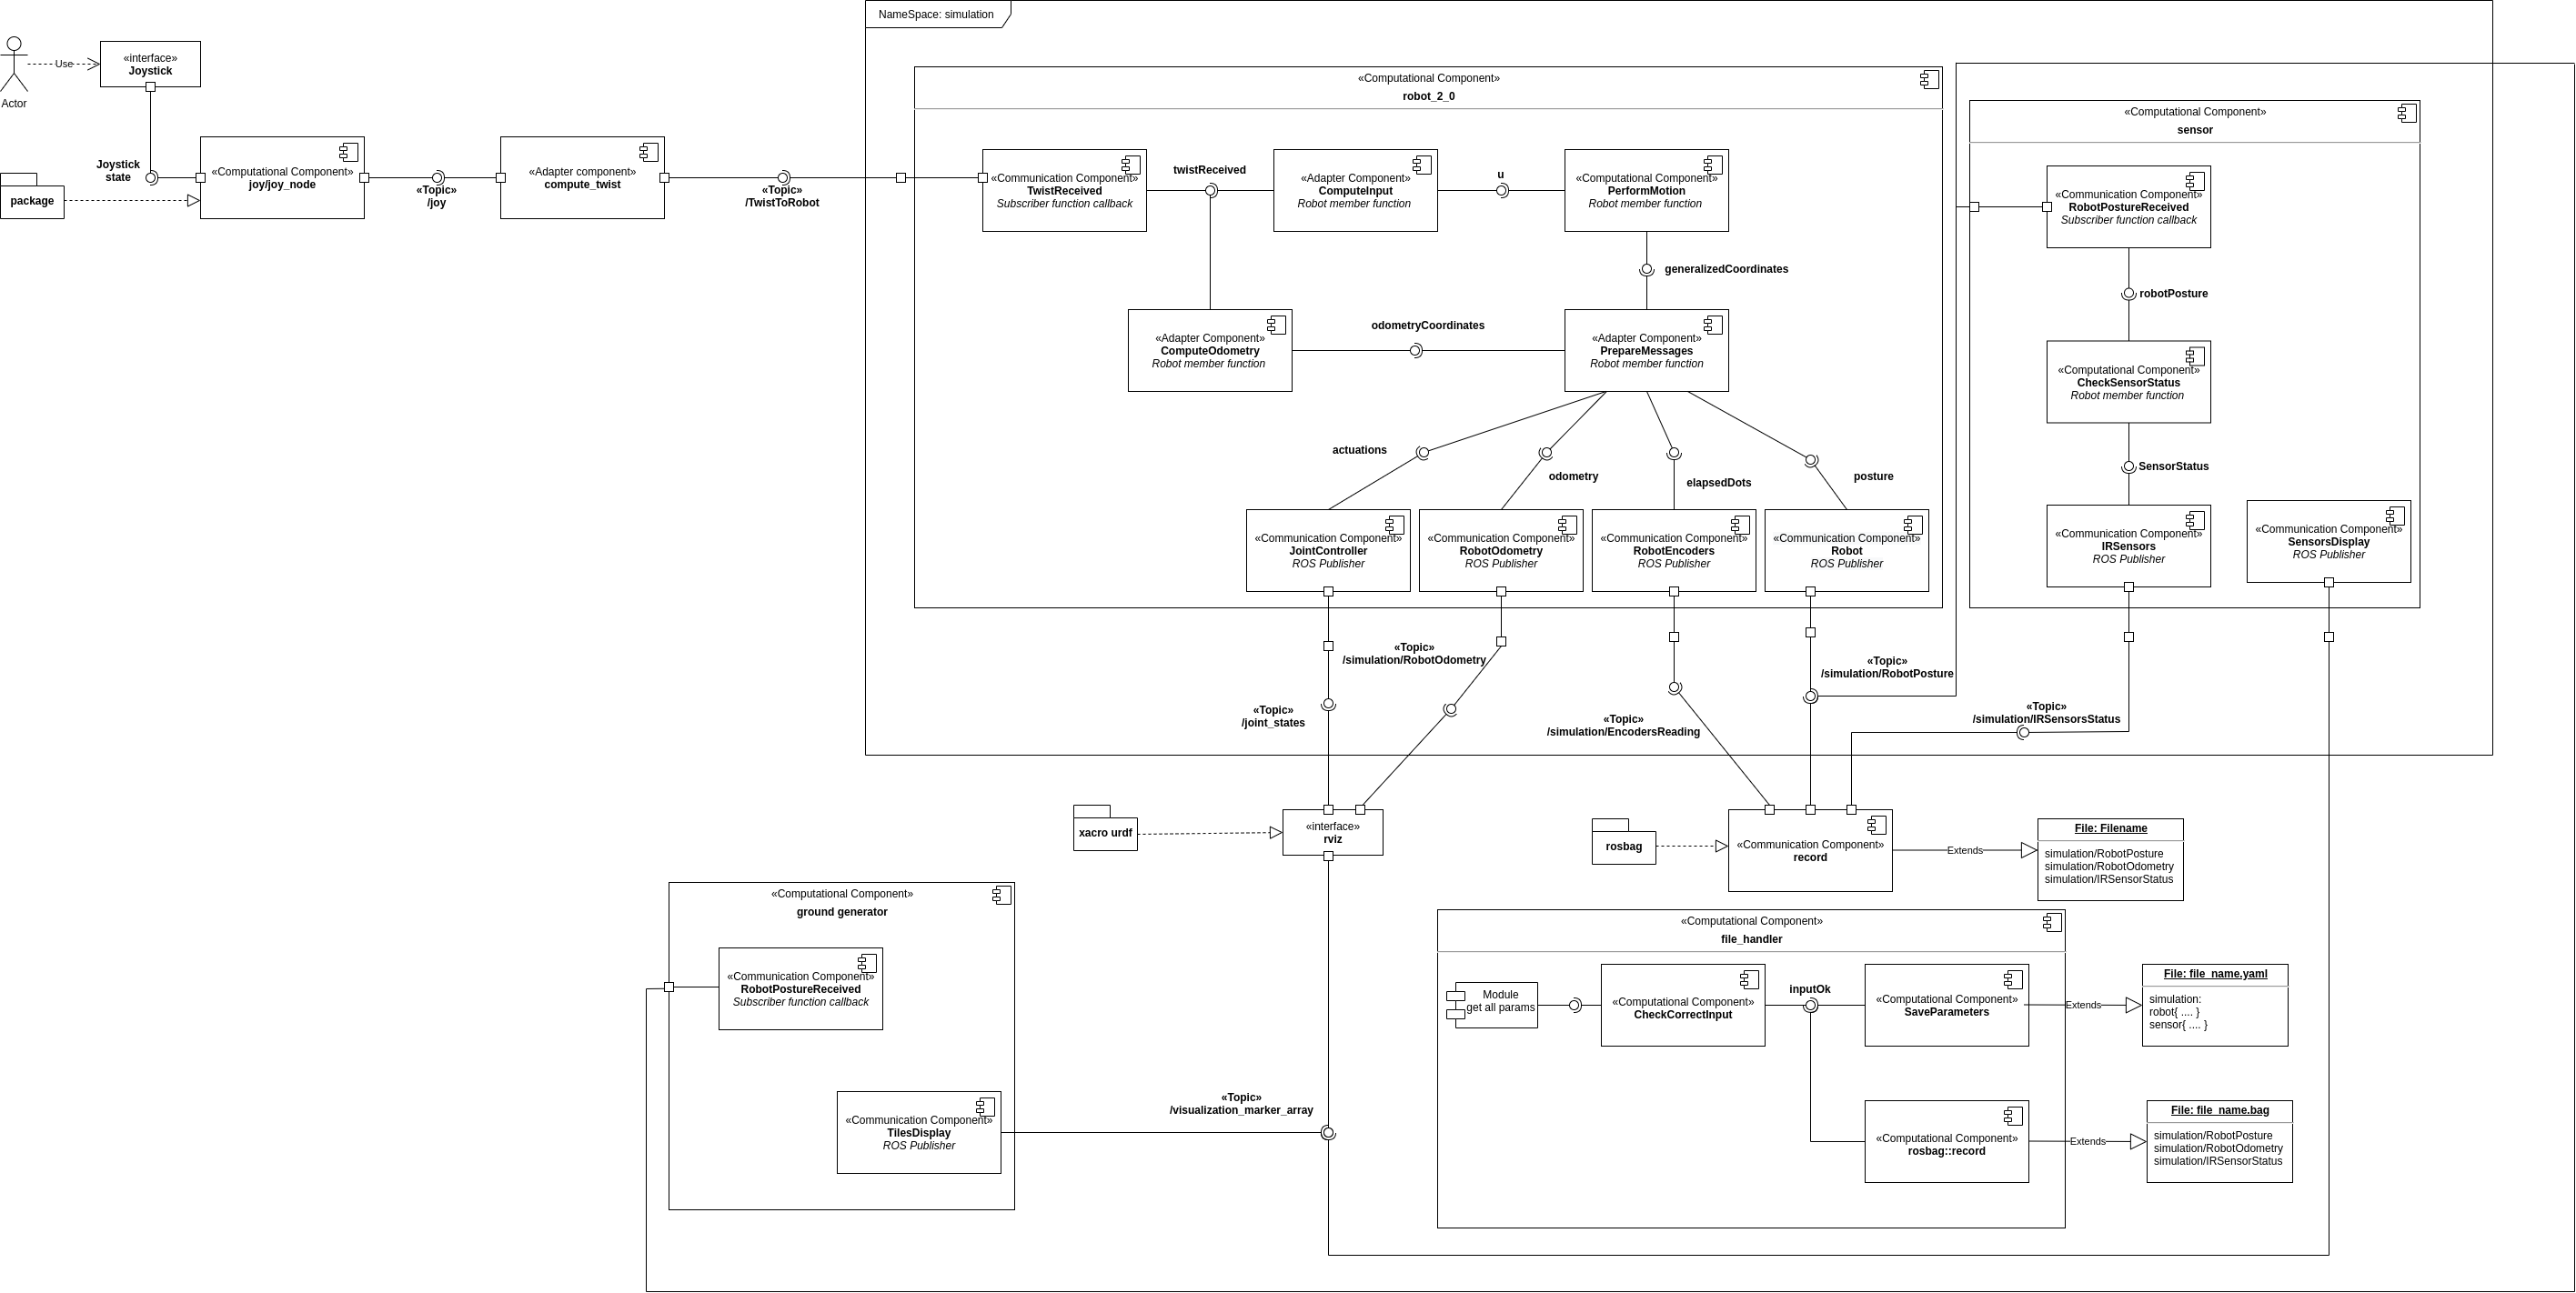 NameSpace: simulation
Actor
Use
«interface»
Joystick
Joystick
state
package
«Computational Component»
joy/joy_node
«Topic»
/joy
«Adapter component»
compute_twist
«Topic»
/TwistToRobot
«Computational Component»
robot_2_0
«Communication Component»
TwistReceived
Subscriber function callback
twistReceived
«Adapter Component»
ComputeInput
Robot member function
u
«Computational Component»
PerformMotion
Robot member function
generalizedCoordinates
«Adapter Component»
ComputeOdometry
Robot member function
odometryCoordinates
«Adapter Component»
PrepareMessages
Robot member function
actuations
odometry
elapsedDots
posture
«Communication Component»
JointController
ROS Publisher
«Communication Component»
RobotOdometry
ROS Publisher
«Communication Component»
RobotEncoders
ROS Publisher
«Communication Component»
Robot
ROS Publisher
«Computational Component»
sensor
«Communication Component»
RobotPostureReceived
Subscriber function callback
robotPosture
«Computational Component»
CheckSensorStatus
Robot member function
SensorStatus
«Communication Component»
IRSensors
ROS Publisher
«Communication Component»
SensorsDisplay
ROS Publisher
«Topic»
/simulation/RobotOdometry
«Topic»
/joint_states
«Topic»
/simulation/EncodersReading
«Topic»
/simulation/RobotPosture
«Topic»
/simulation/IRSensorsStatus
xacro urdf
«interface»
rviz
rosbag
«Communication Component»
record
Extends
File: Filename
simulation/RobotPosture
simulation/RobotOdometry
simulation/IRSensorStatus
«Computational Component»
ground generator
«Communication Component»
RobotPostureReceived
Subscriber function callback
«Communication Component»
TilesDisplay
ROS Publisher
«Topic»
/visualization_marker_array
«Computational Component»
file_handler
Module
get all params
«Computational Component»
CheckCorrectInput
inputOk
«Computational Component»
SaveParameters
Extends
File: file_name.yaml
simulation:
robot{ .... }
sensor{ .... }
«Computational Component»
rosbag::record
Extends
File: file_name.bag
simulation/RobotPosture
simulation/RobotOdometry
simulation/IRSensorStatus